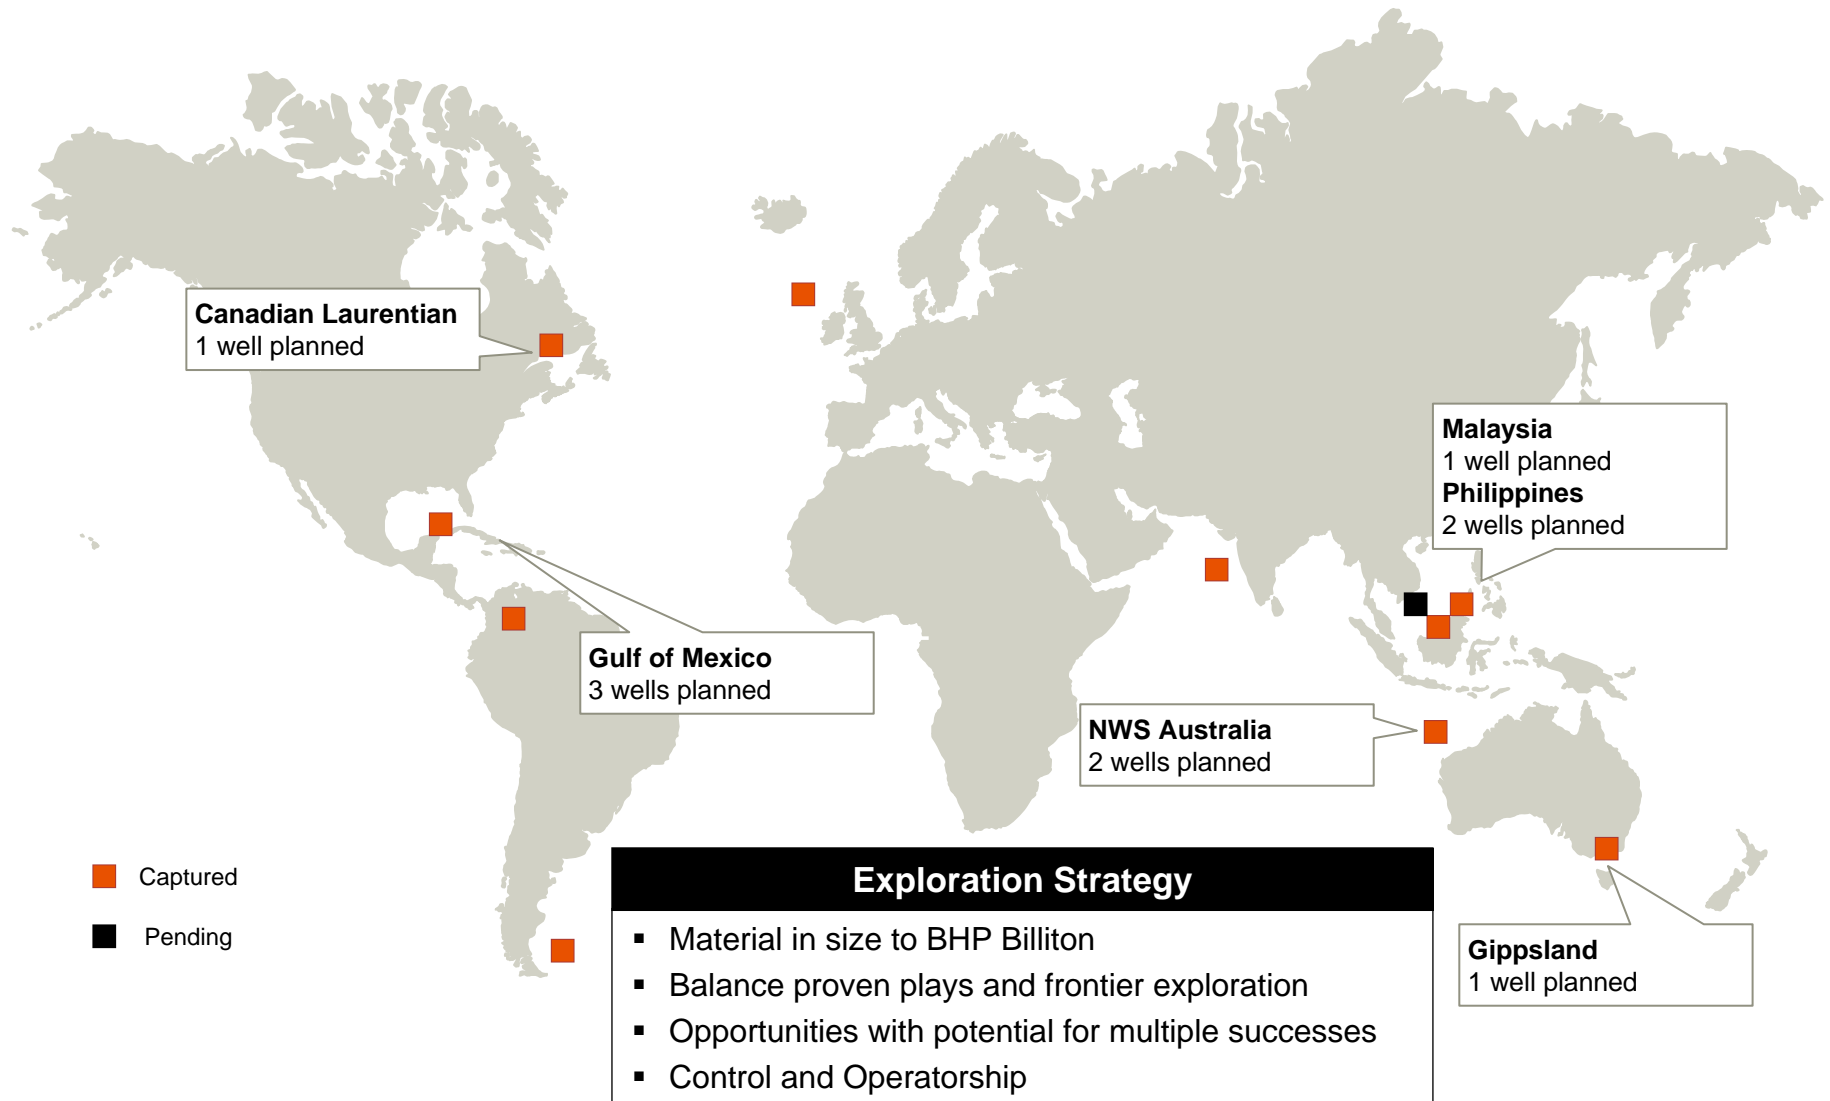 Canadian Laurentian
1 well planned
Malaysia
1 well planned
Philippines
2 wells planned
Gulf of Mexico
3 wells planned
NWS Australia
2 wells planned
Captured
Pending
Exploration Strategy
▪ Material in size to BHP Billiton
▪ Balance proven plays and frontier exploration
▪ Opportunities with potential for multiple successes
▪ Control and Operatorship
Gippsland
1 well planned